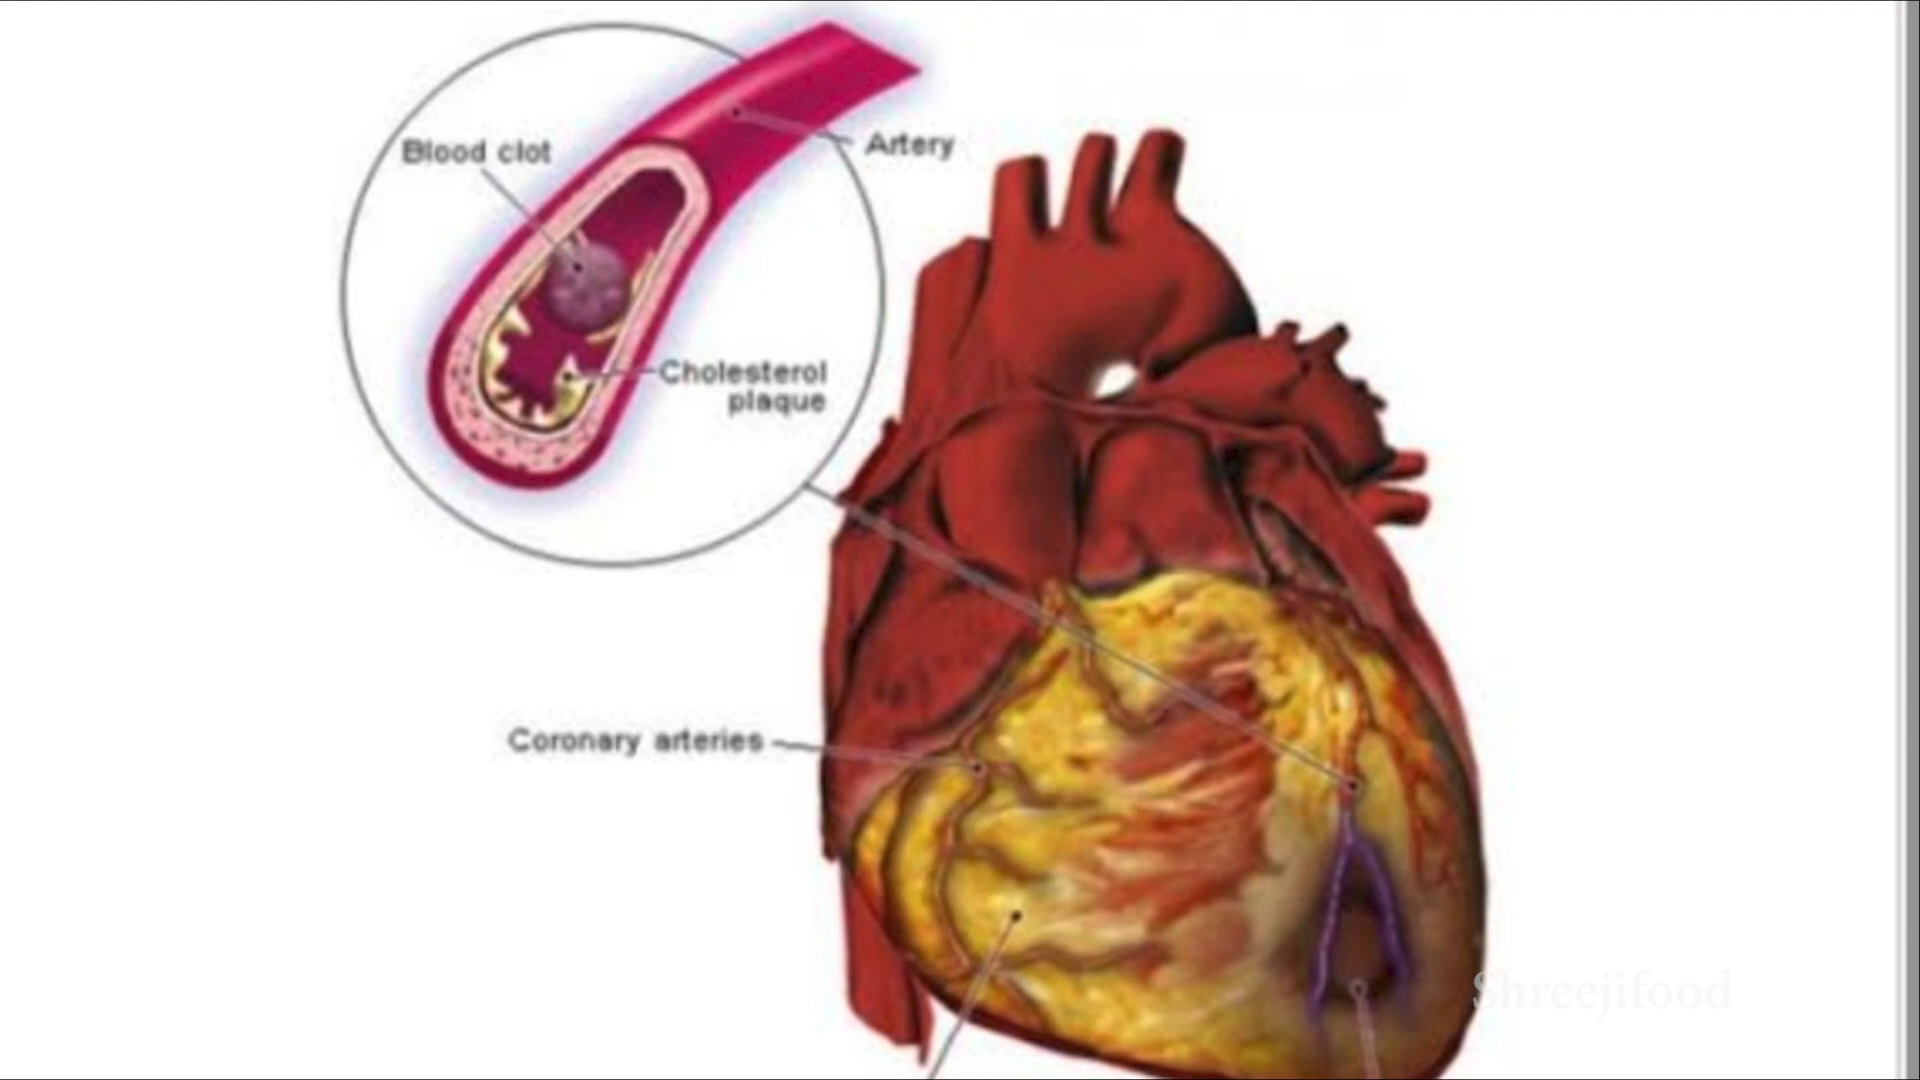 Blood clot
Artery
Cholesterol
plaque
Coronary arteries
Shreejifood